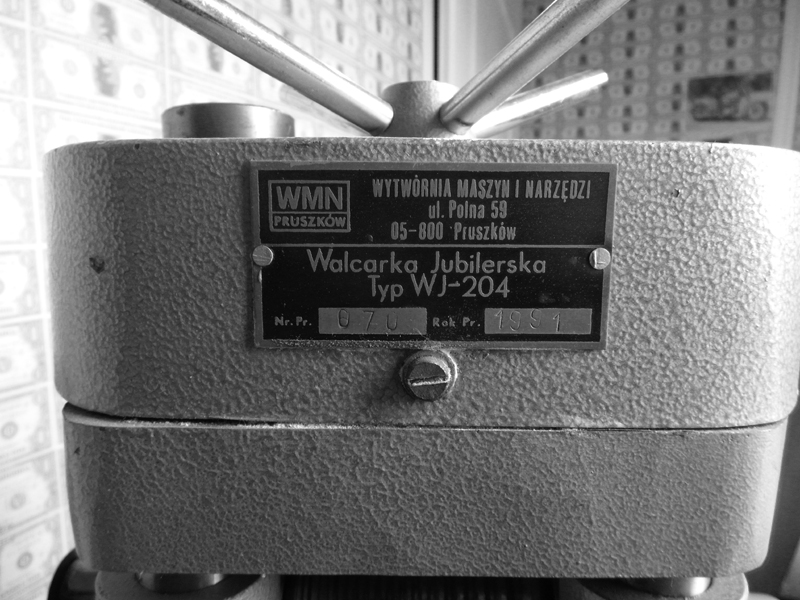 WMN
PRUSZKÓW
WYTWÓRNIA MASZYN I NARZĘDZI
ul. Polna 59
05-800 Pruszków
Walcarka Jubilerska
Typ WJ-204
Nr. Pr. 070 Rok Pr. 1991